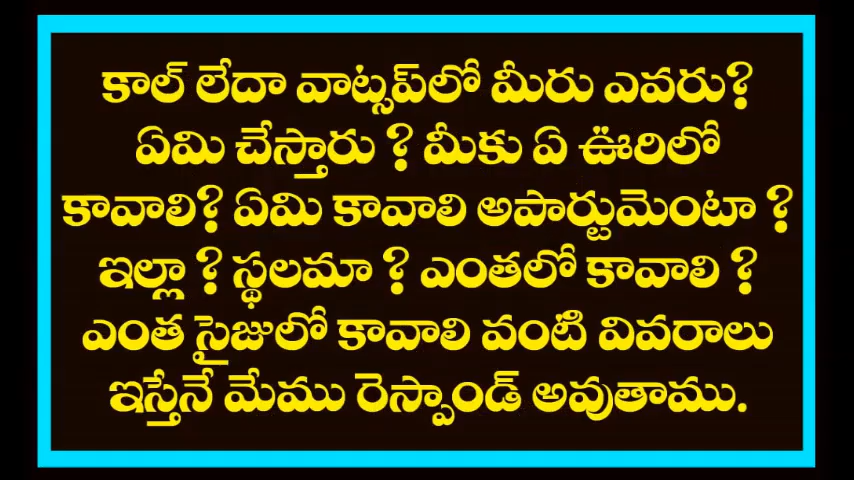 కాల్ లేదా వాట్సప్‌లో మీరు ఎవరు?
ఏమి చేస్తారు ? మీకు ఏ ఊరిలో
కావాలి? ఏమి కావాలి అపార్టుమెంటా ?
ఇల్లా ? స్థలమా ? ఎంతలో కావాలి ?
ఎంత సైజులో కావాలి వంటి వివరాలు
ఇస్తేనే మేము రెస్పాండ్ అవుతాము.